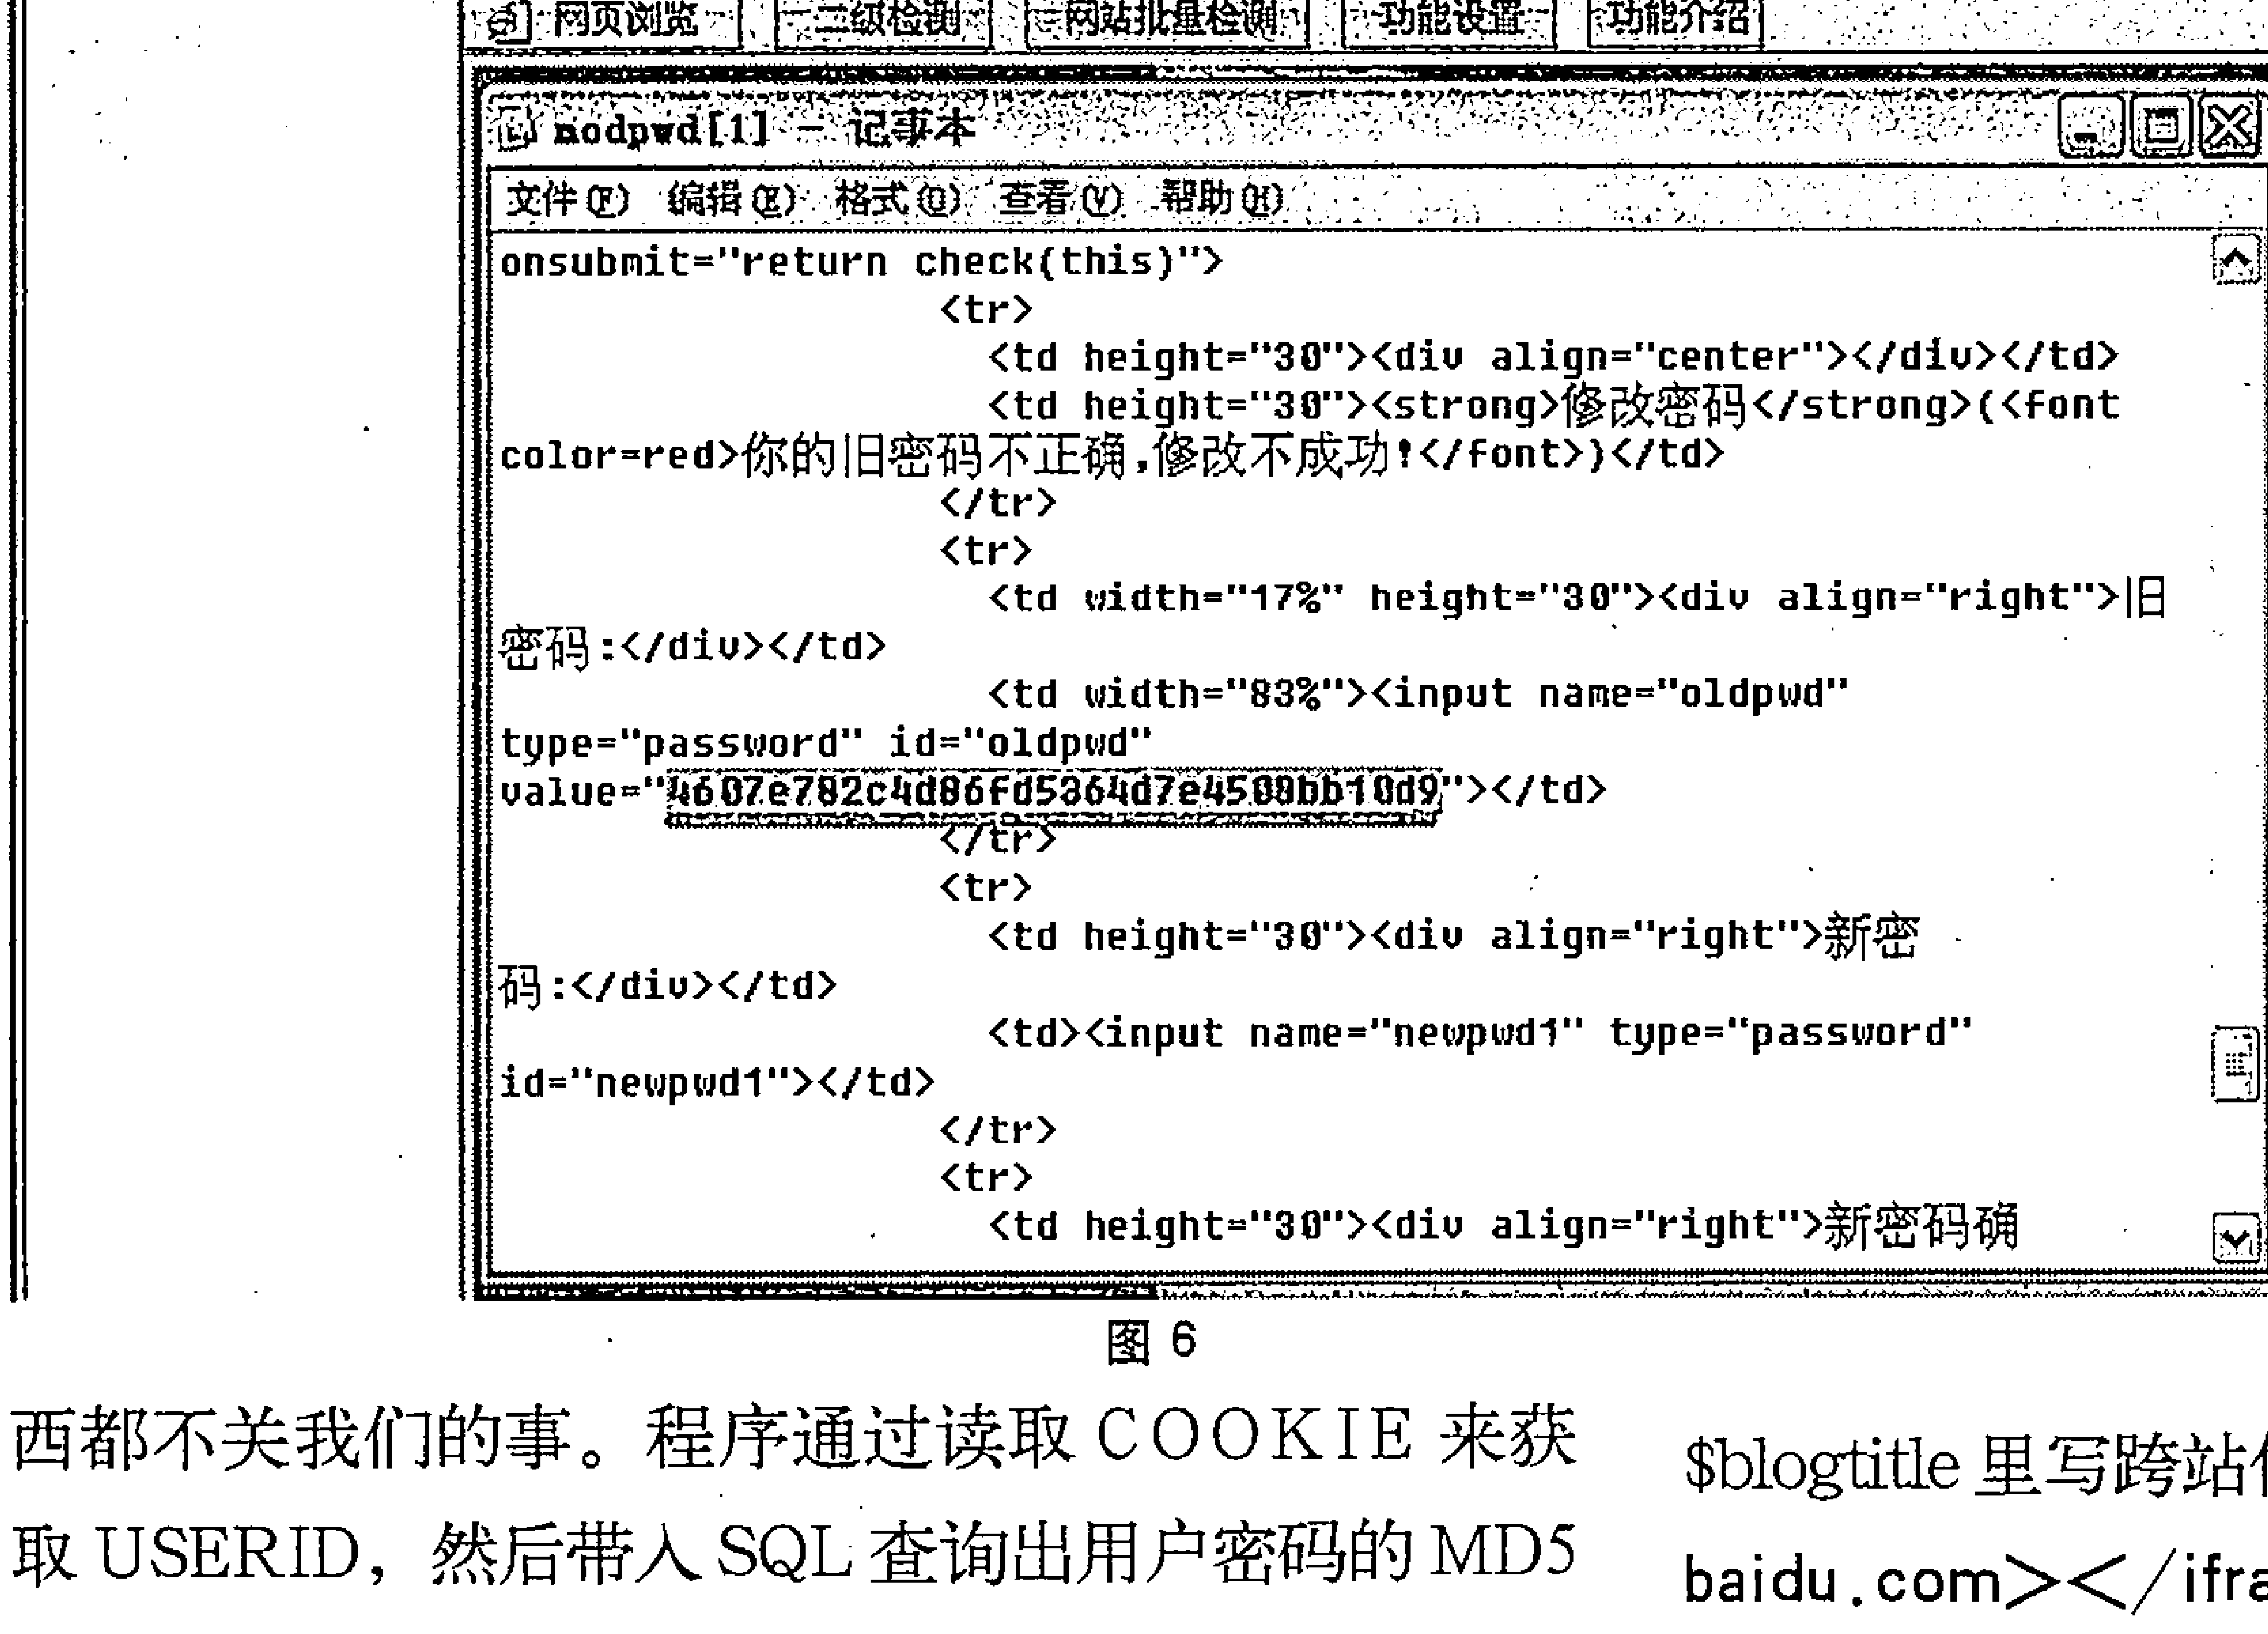 网页浏览 二级检测 网站批量检测 功能设置 功能介绍
modpwd[1] - 记事本
文件(F) 编辑(E) 格式(O) 查看(V) 帮助(H)
onsubmit="return check(this)">
<tr>
<td height="30"><div align="center"></div></td>
<td height="30"><strong>修改密码</strong>(<font
color=red>你的旧密码不正确,修改不成功!</font>)</td>
</tr>
<tr>
<td width="17%" height="30"><div align="right">旧
密码:</div></td>
<td width="83%"><input name="oldpwd"
type="password" id="oldpwd"
value="4607e782c4d86fd5364d7e4508bb10d9"></td>
</tr>
<tr>
<td height="30"><div align="right">新密
码:</div></td>
<td><input name="newpwd1" type="password"
id="newpwd1"></td>
</tr>
<tr>
<td height="30"><div align="right">新密码确
图 6
西都不关我们的事。程序通过读取 COOKIE 来获
取 USERID，然后带入 SQL 查询出用户密码的 MD5
$blogtitle 里写跨站
baidu.com></ifra